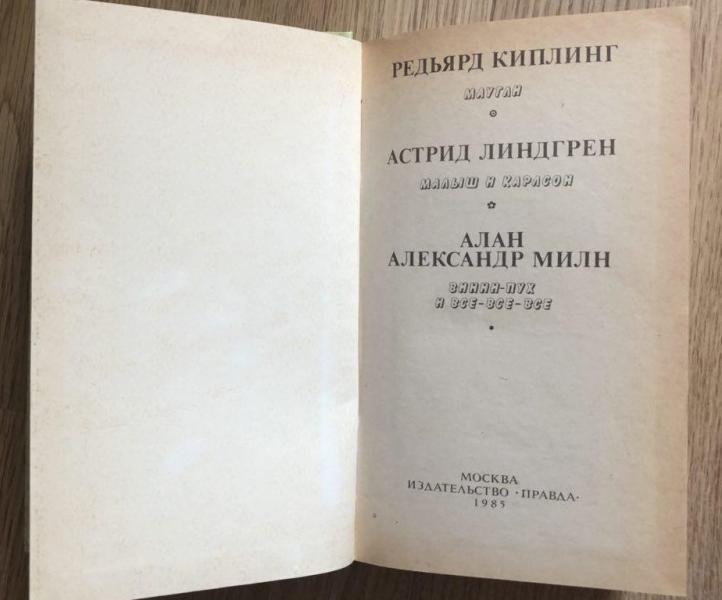 РЕДЬЯРД КИПЛИНГ
МАУГЛИ
АСТРИД ЛИНДГРЕН
МАЛЫШ И КАРЛСОН
АЛАН
АЛЕКСАНДР МИЛН
ВИННИ-ПУХ
И ВСЕ-ВСЕ-ВСЕ
МОСКВА
ИЗДАТЕЛЬСТВО «ПРАВДА»
1985